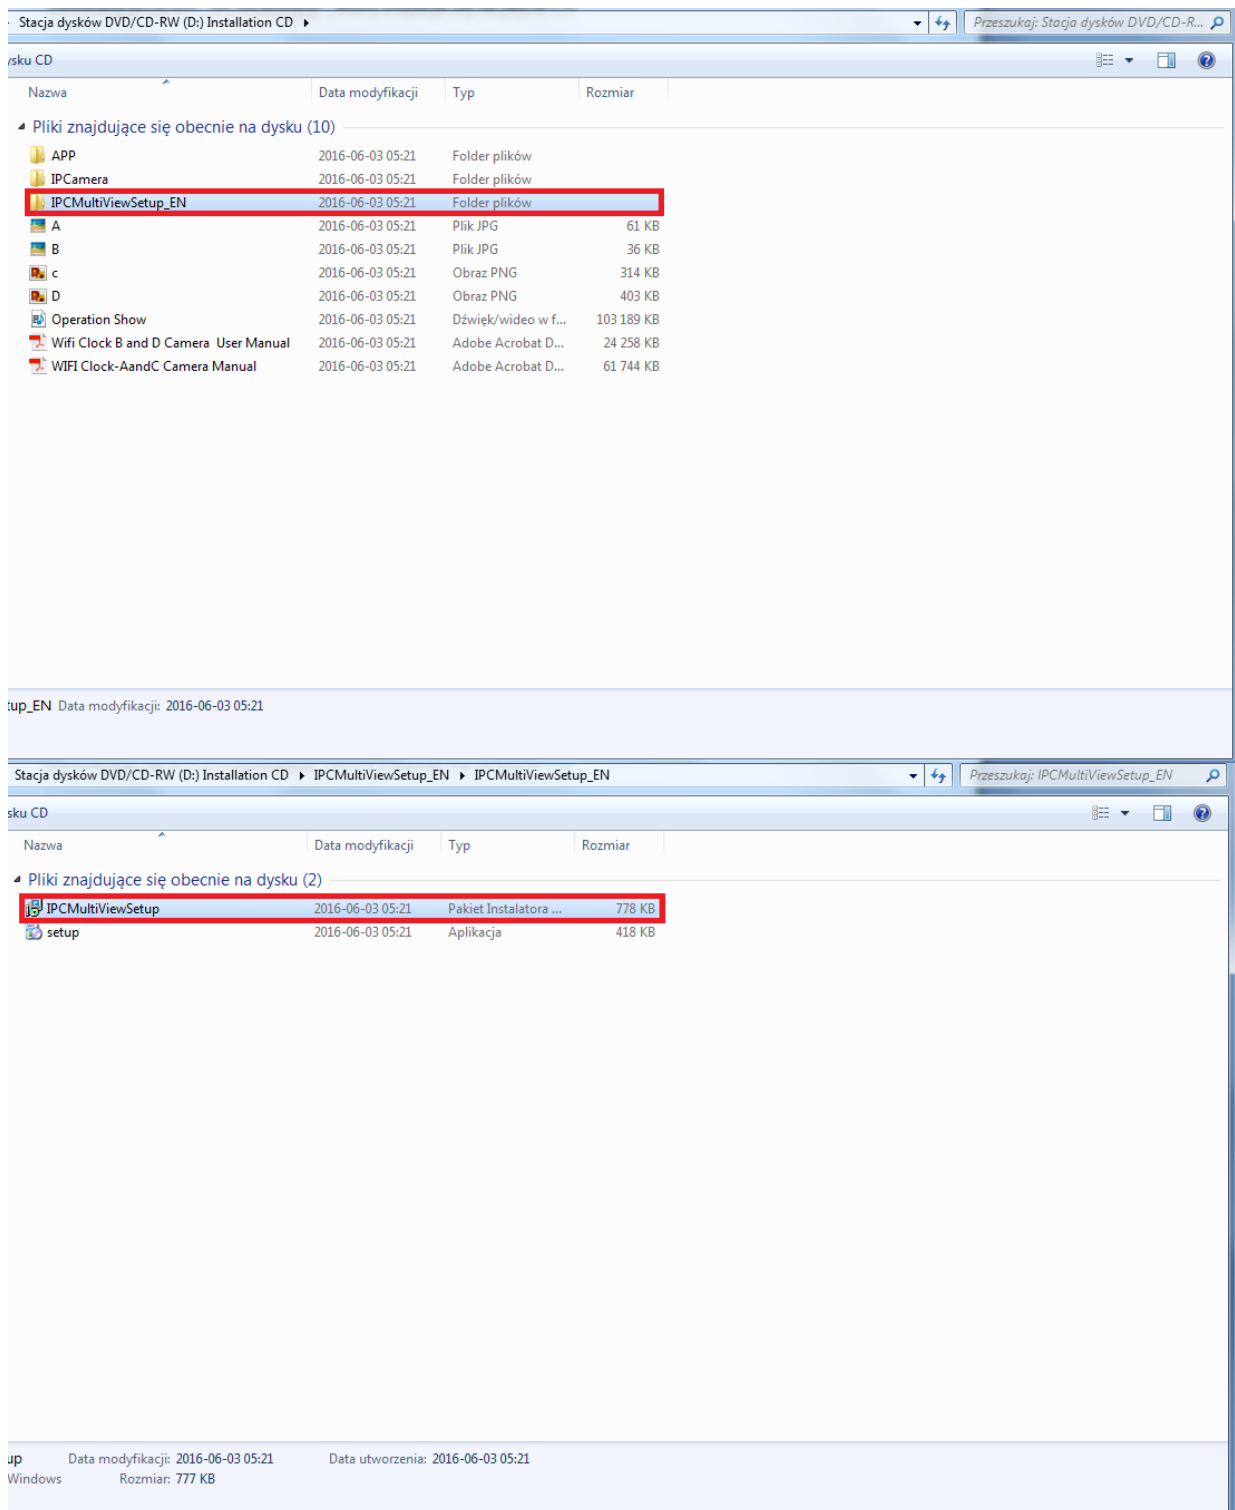 Stacja dysków DVD/CD-RW (D:) Installation CD
Przeszukaj: Stacja dysków DVD/CD-R...
ysku CD
Nazwa Data modyfikacji Typ Rozmiar
Pliki znajdujące się obecnie na dysku (10)
APP 2016-06-03 05:21 Folder plików
IPCamera 2016-06-03 05:21 Folder plików
IPCMultiViewSetup_EN 2016-06-03 05:21 Folder plików
A 2016-06-03 05:21 Plik JPG 61 KB
B 2016-06-03 05:21 Plik JPG 36 KB
c 2016-06-03 05:21 Obraz PNG 314 KB
D 2016-06-03 05:21 Obraz PNG 403 KB
Operation Show 2016-06-03 05:21 Dźwięk/wideo w f... 103 189 KB
Wifi Clock B and D Camera User Manual 2016-06-03 05:21 Adobe Acrobat D... 24 258 KB
WIFI Clock-AandC Camera Manual 2016-06-03 05:21 Adobe Acrobat D... 61 744 KB
tup_EN Data modyfikacji: 2016-06-03 05:21
Stacja dysków DVD/CD-RW (D:) Installation CD IPCMultiViewSetup_EN IPCMultiViewSetup_EN
Przeszukaj: IPCMultiViewSetup_EN
sku CD
Nazwa Data modyfikacji Typ Rozmiar
Pliki znajdujące się obecnie na dysku (2)
IPCMultiViewSetup 2016-06-03 05:21 Pakiet Instalatora ... 778 KB
setup 2016-06-03 05:21 Aplikacja 418 KB
up Data modyfikacji: 2016-06-03 05:21 Data utworzenia: 2016-06-03 05:21
Windows Rozmiar: 777 KB